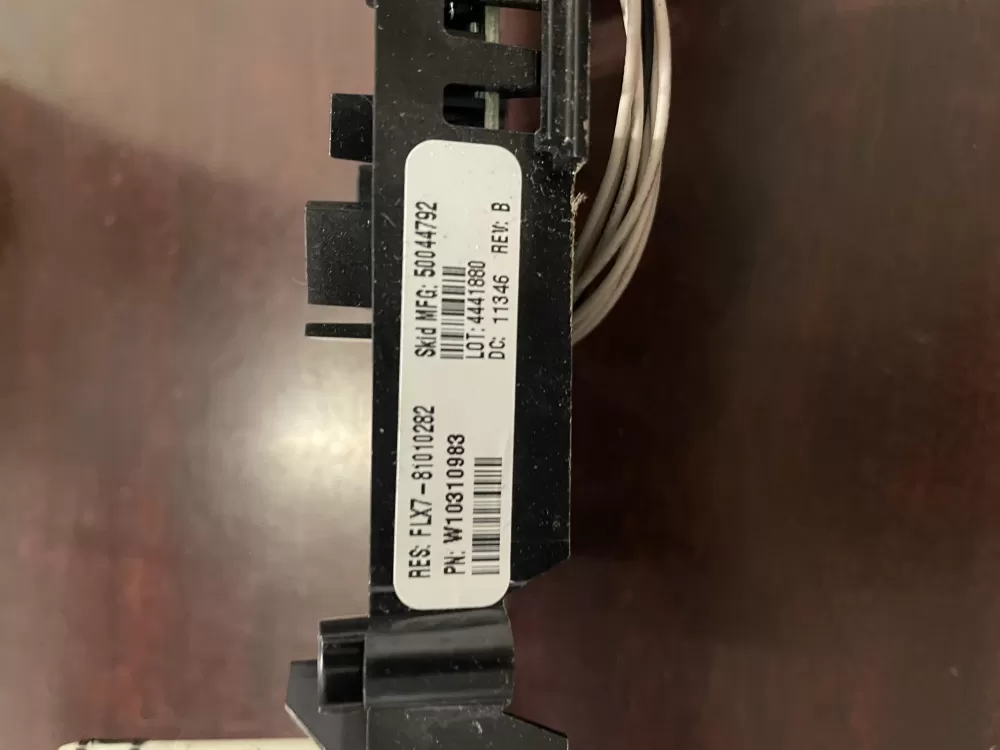 RES: FLX7-81010282
PN: W10310983
Skid MFG: 50044792
LOT: 4441880
DC: 11346 REV: B